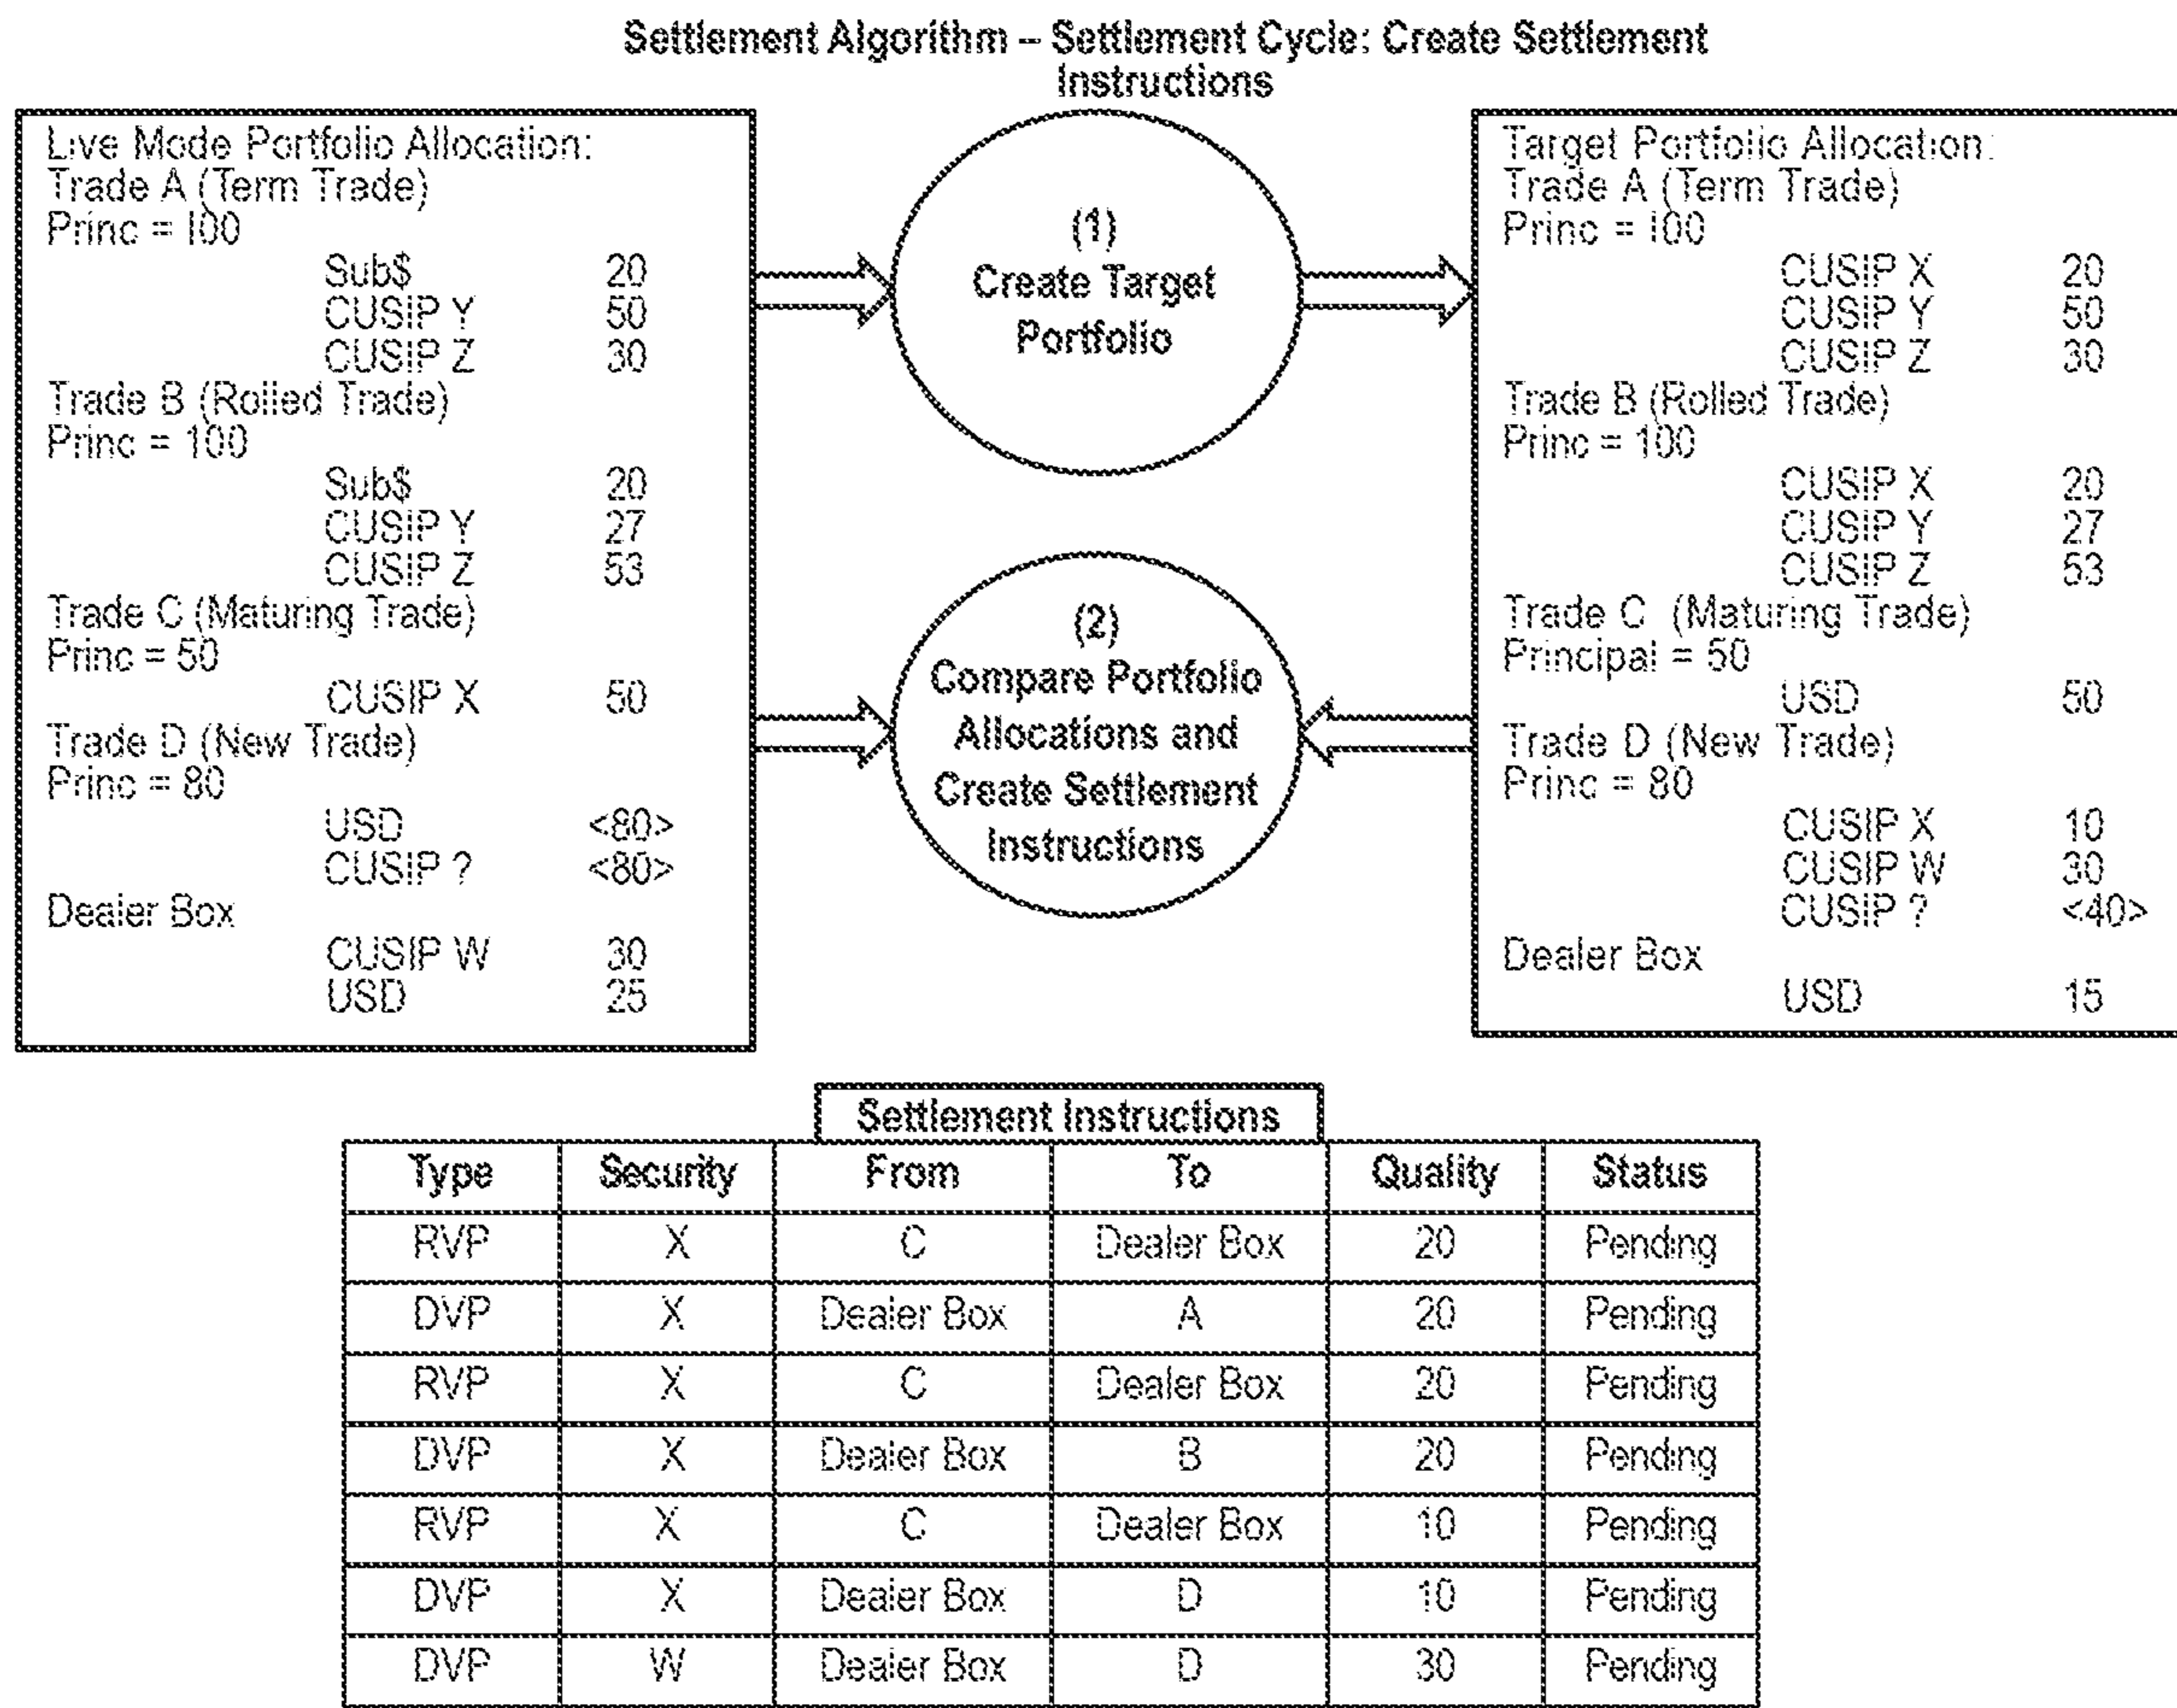 Settlement Algorithm – Settlement Cycle: Create Settlement
Instructions
Live Mode Portfolio Allocation:
Trade A (Term Trade)
Princ = I00
Sub$ 20
CUSIP Y 50
CUSIP Z 30
Trade B (Rolled Trade)
Princ = 100
Sub$ 20
CUSIP Y 27
CUSIP Z 53
Trade C (Maturing Trade)
Princ = 50
CUSIP X 50
Trade D (New Trade)
Princ = 80
USD <80>
CUSIP ? <80>
Dealer Box
CUSIP W 30
USD 25
(1)
Create Target
Portfolio
(2)
Compare Portfolio
Allocations and
Create Settlement
Instructions
Target Portfolio Allocation:
Trade A (Term Trade)
Princ = I00
CUSIP X 20
CUSIP Y 50
CUSIP Z 30
Trade B (Rolled Trade)
Princ = 100
CUSIP X 20
CUSIP Y 27
CUSIP Z 53
Trade C (Maturing Trade)
Principal = 50
USD 50
Trade D (New Trade)
Princ = 80
CUSIP X 10
CUSIP W 30
CUSIP ? <40>
Dealer Box
USD 15
Settlement Instructions
Type Security From To Quality Status
RVP X C Dealer Box 20 Pending
DVP X Dealer Box A 20 Pending
RVP X C Dealer Box 20 Pending
DVP X Dealer Box B 20 Pending
RVP X C Dealer Box 10 Pending
DVP X Dealer Box D 10 Pending
DVP W Dealer Box D 30 Pending